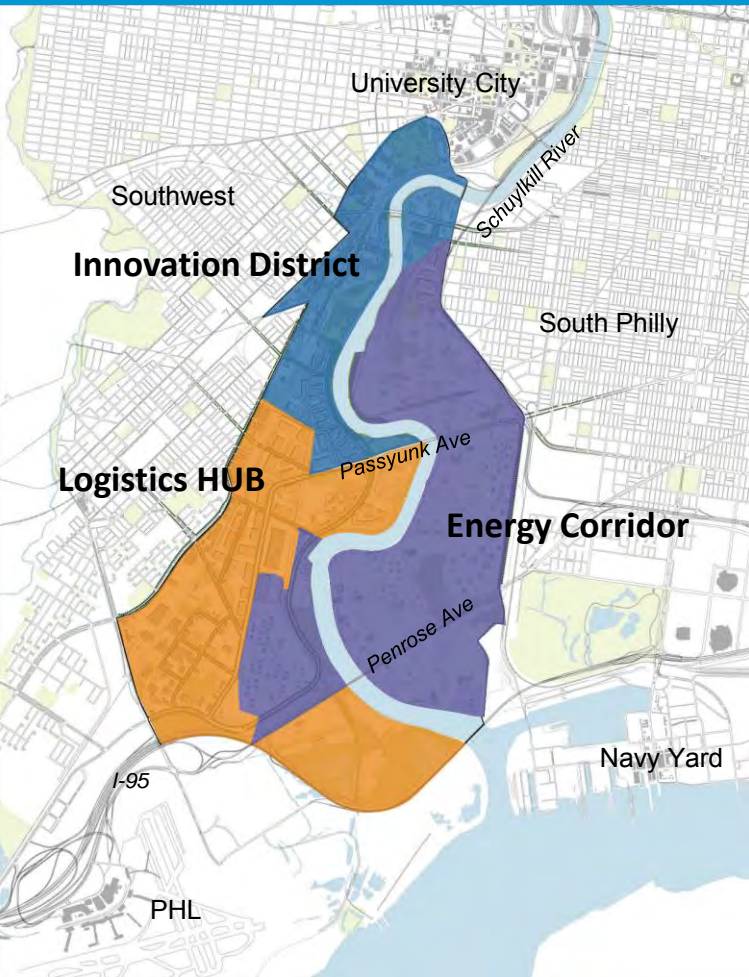 University City
Schuylkill River
Southwest
Innovation District
South Philly
Passyunk Ave
Logistics HUB
Energy Corridor
Penrose Ave
Navy Yard
I-95
PHL